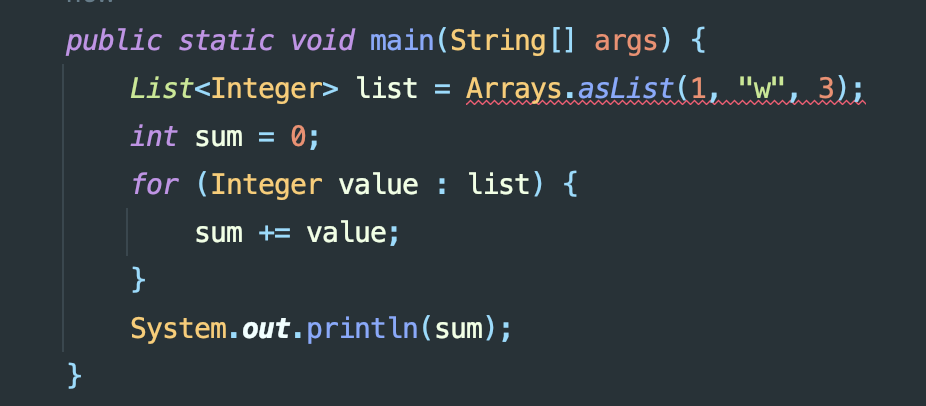 public static void main(String[] args) {
    List<Integer> list = Arrays.asList(1, "w", 3);
    int sum = 0;
    for (Integer value : list) {
        sum += value;
    }
    System.out.println(sum);
}